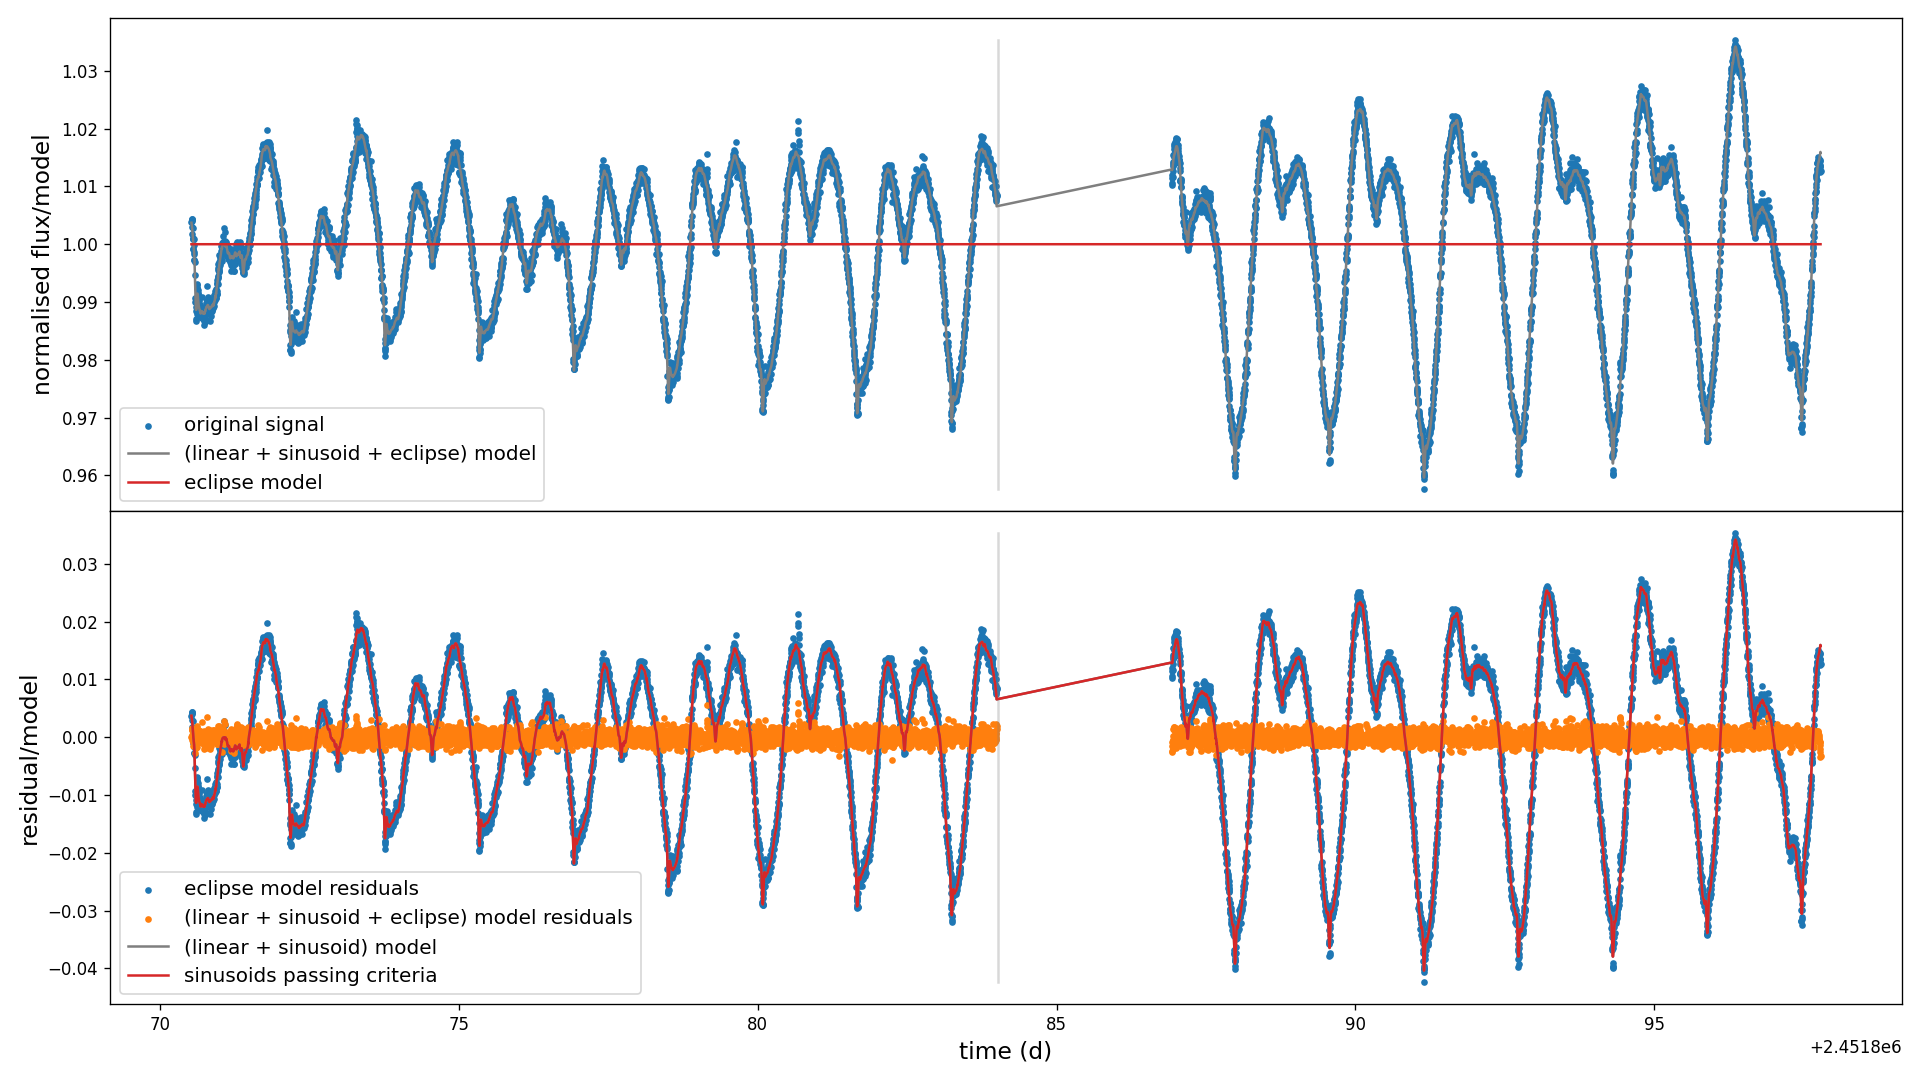 normalised flux/model
1.03
1.02
1.01
1.00
0.99
0.98
0.97
0.96
original signal
(linear + sinusoid + eclipse) model
eclipse model
residual/model
0.03
0.02
0.01
0.00
−0.01
−0.02
−0.03
−0.04
eclipse model residuals
(linear + sinusoid + eclipse) model residuals
(linear + sinusoid) model
sinusoids passing criteria
70 75 80 85 90 95
time (d)
+2.4518e6